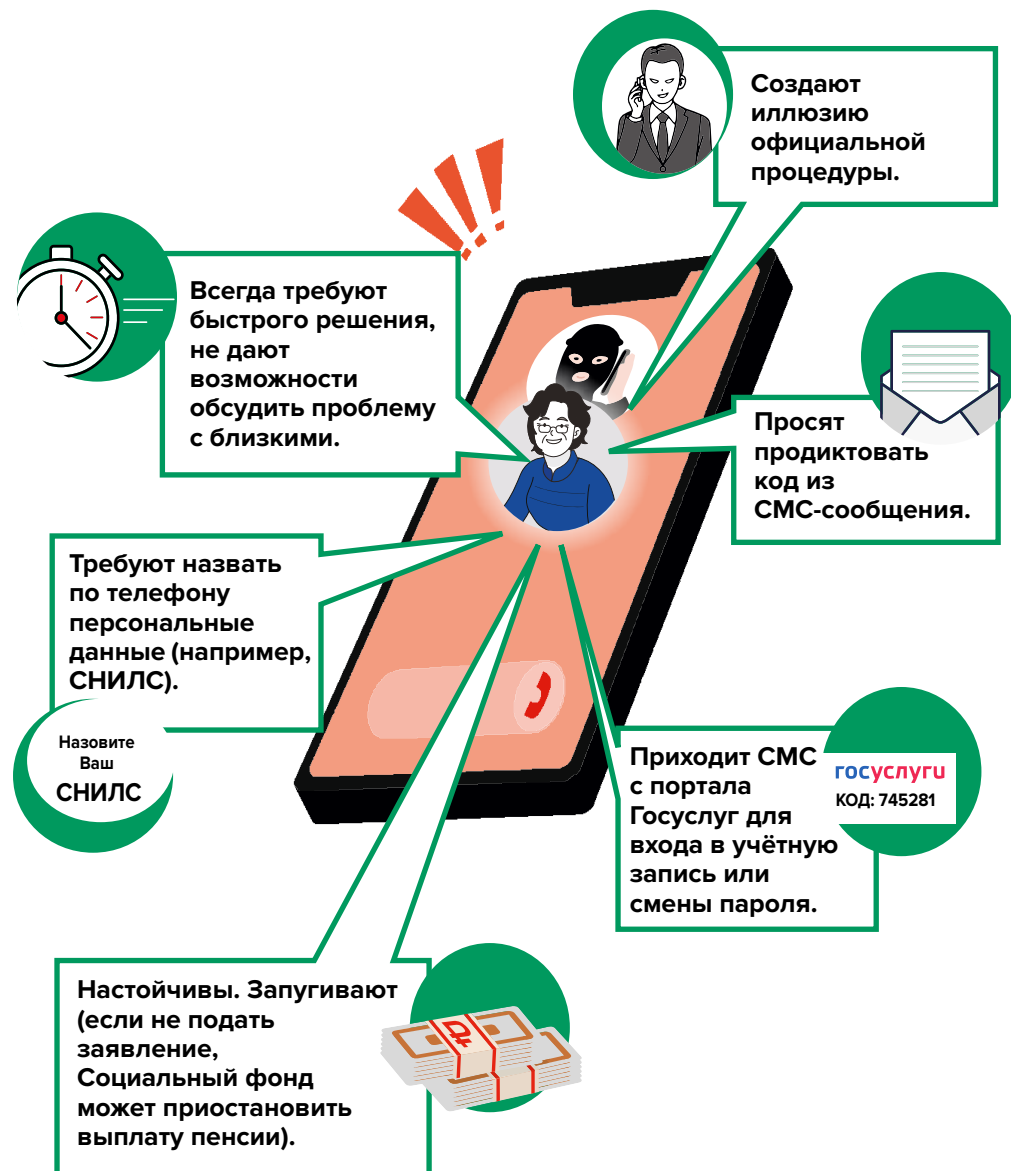 Создают
иллюзию
официальной
процедуры.
Всегда требуют
быстрого решения,
не дают
возможности
обсудить проблему
с близкими.
Просят
продиктовать
код из
СМС-сообщения.
Требуют назвать
по телефону
персональные
данные (например,
СНИЛС).
Назовите
Ваш
СНИЛС
Приходит СМС
с портала
Госуслуг для
входа в учётную
запись или
смены пароля.
госуслуги
КОД: 745281
Настойчивы. Запугивают
(если не подать
заявление,
Социальный фонд
может приостановить
выплату пенсии).